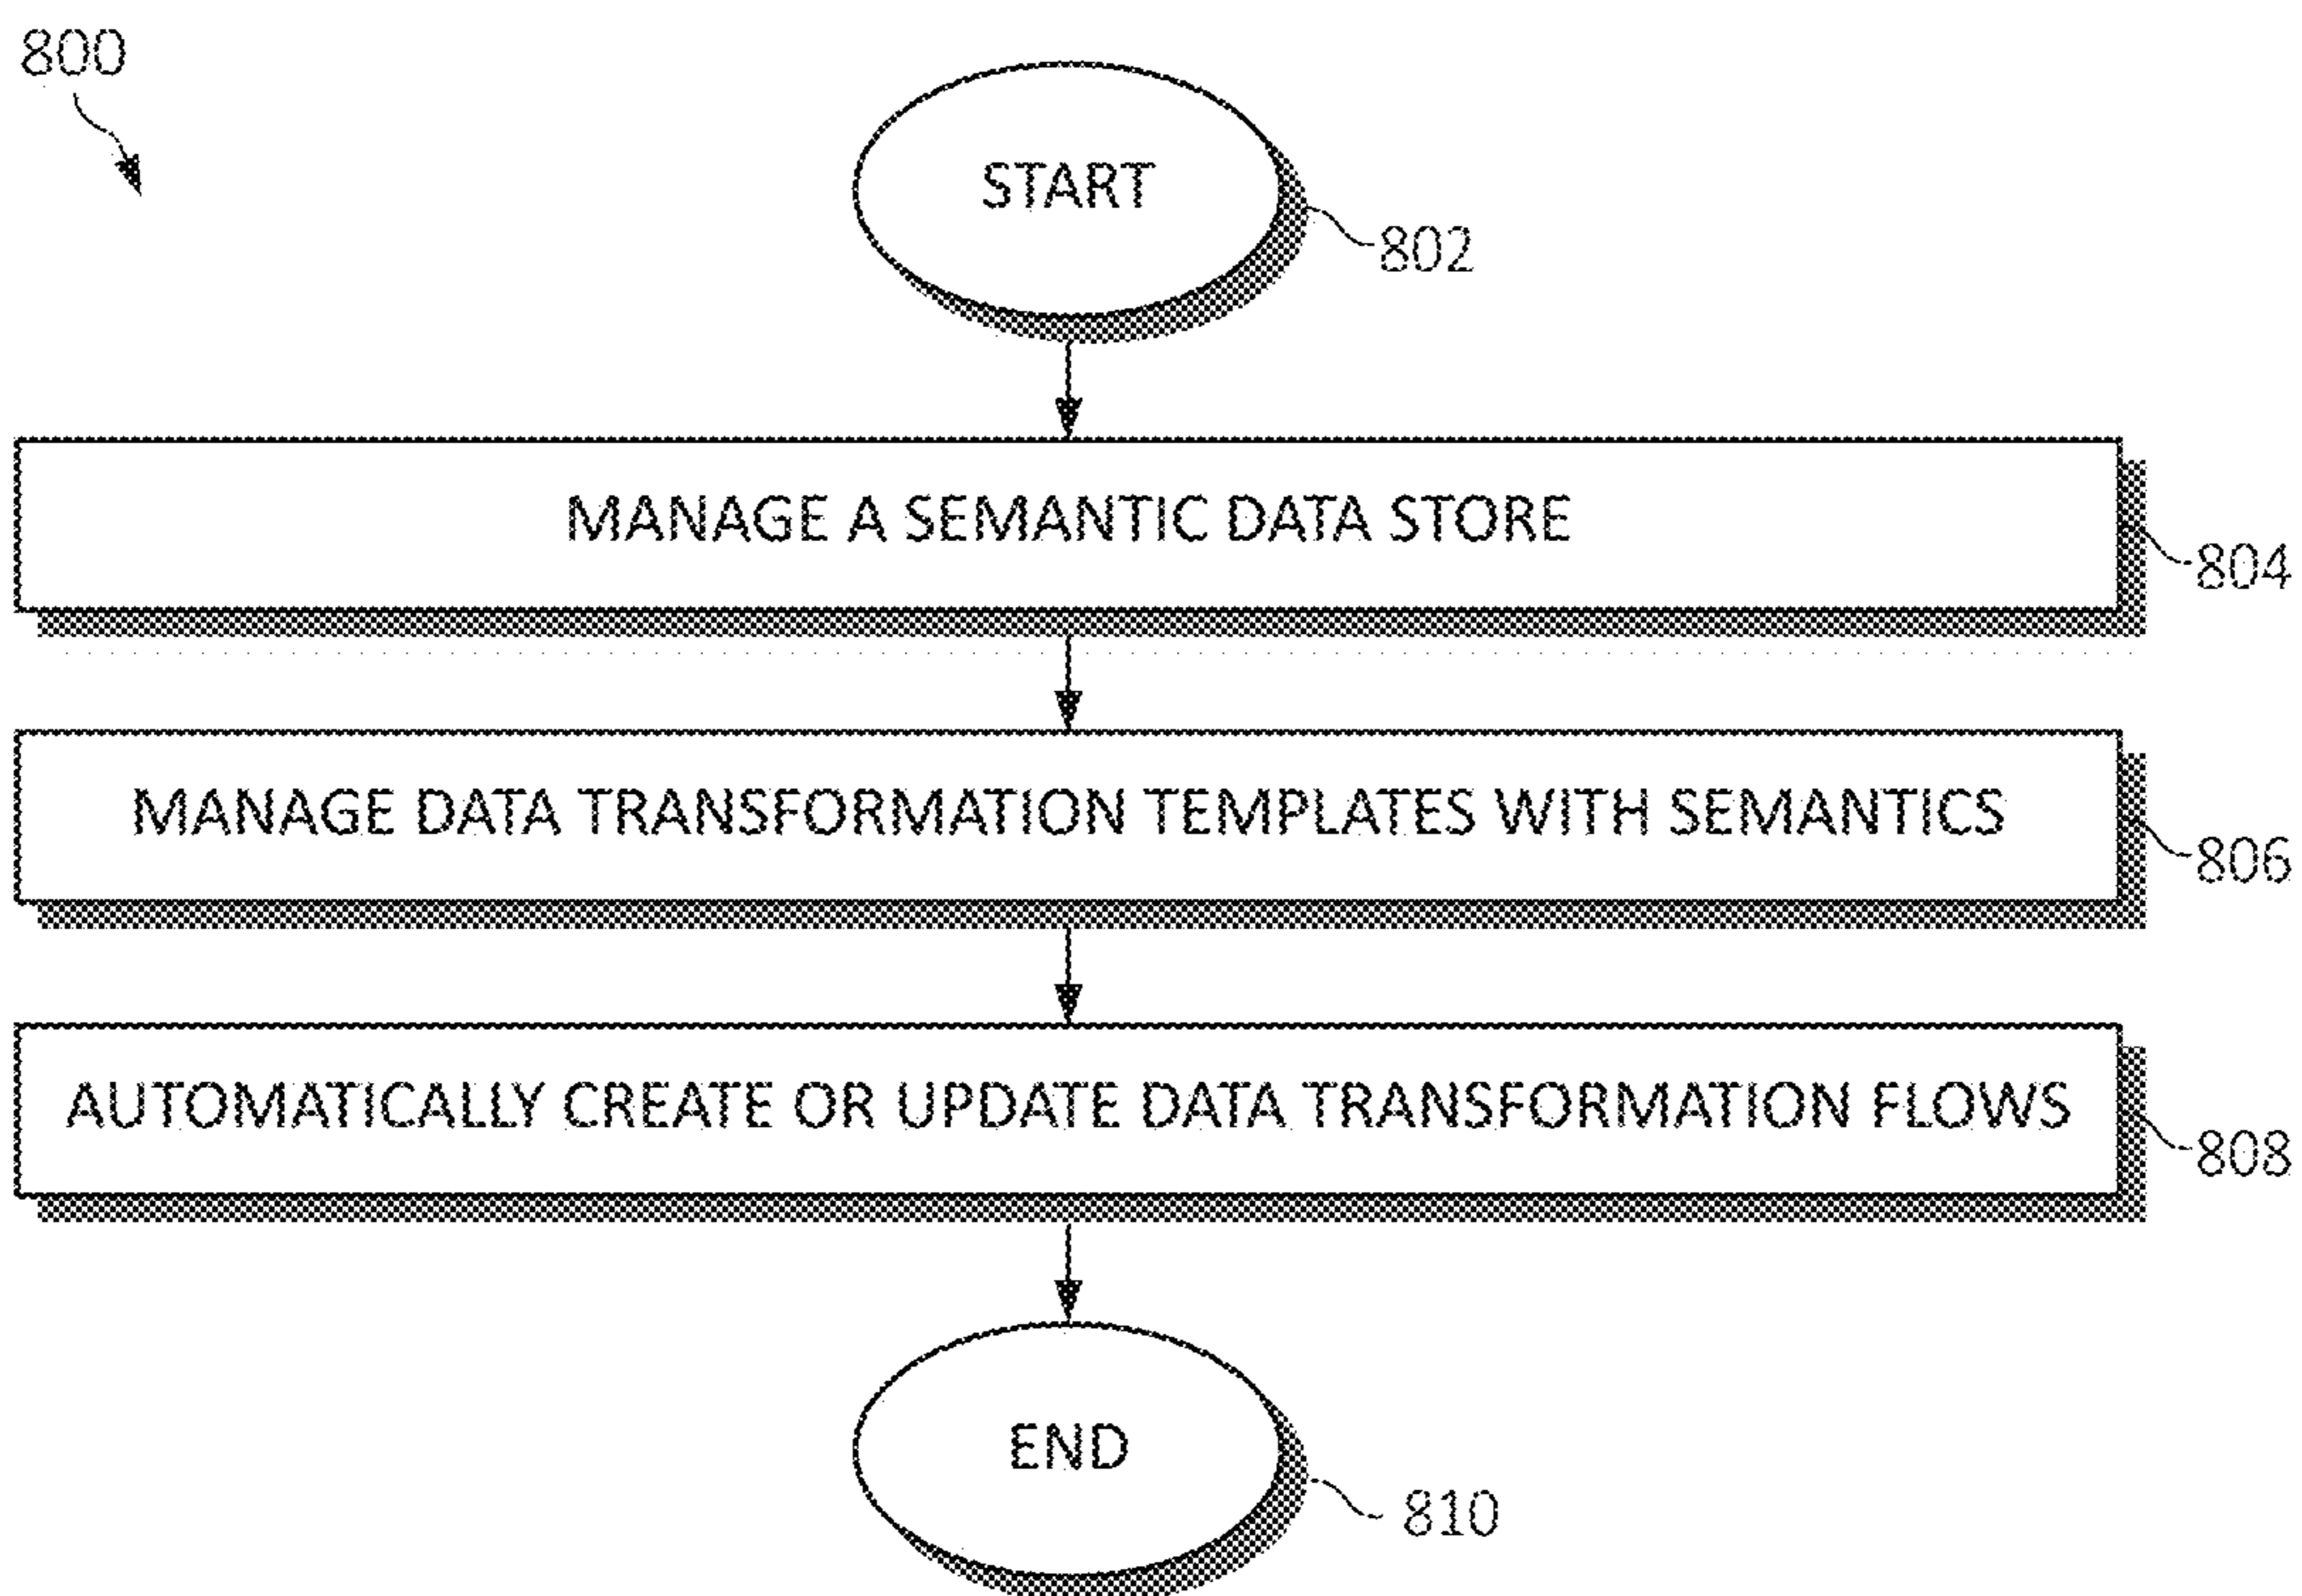 800
START
802
MANAGE A SEMANTIC DATA STORE
804
MANAGE DATA TRANSFORMATION TEMPLATES WITH SEMANTICS
806
AUTOMATICALLY CREATE OR UPDATE DATA TRANSFORMATION FLOWS
808
END
810